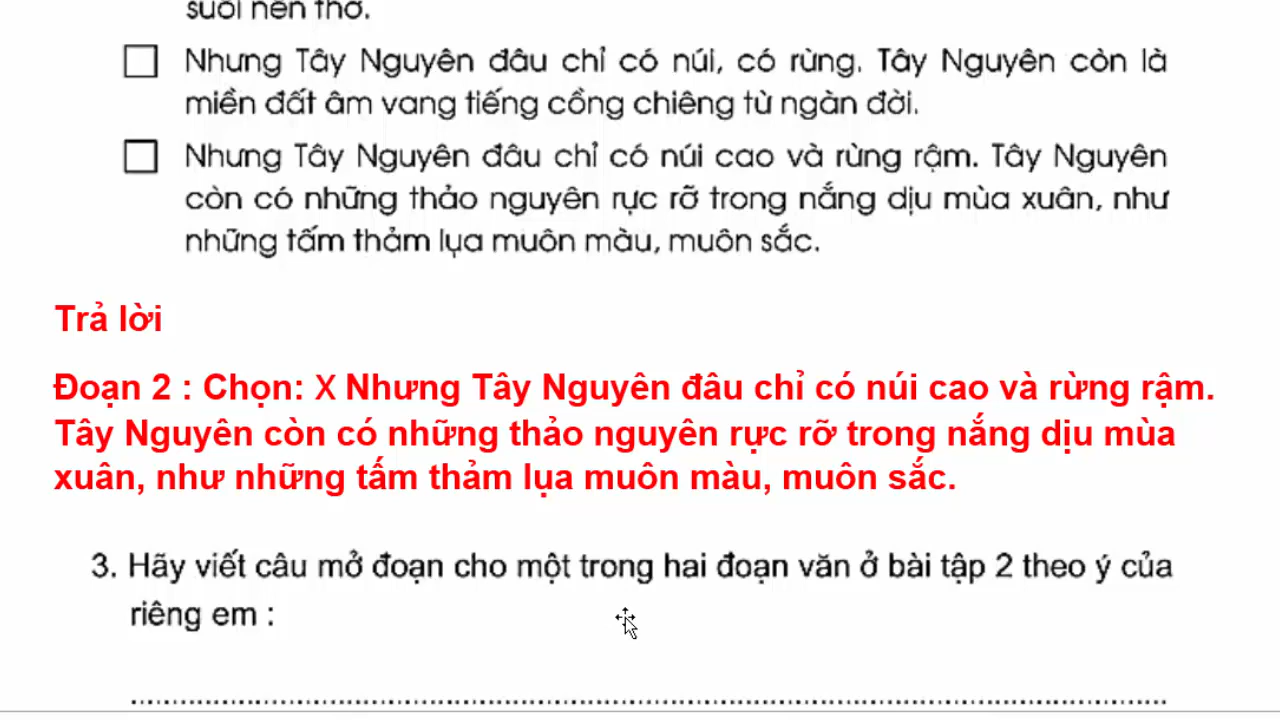 suối nên thơ.
Nhưng Tây Nguyên đâu chỉ có núi, có rừng. Tây Nguyên còn là
miền đất âm vang tiếng cồng chiêng từ ngàn đời.
Nhưng Tây Nguyên đâu chỉ có núi cao và rừng rậm. Tây Nguyên
còn có những thảo nguyên rực rỡ trong nắng dịu mùa xuân, như
những tấm thảm lụa muôn màu, muôn sắc.
Trả lời
Đoạn 2 : Chọn: X Nhưng Tây Nguyên đâu chỉ có núi cao và rừng rậm.
Tây Nguyên còn có những thảo nguyên rực rỡ trong nắng dịu mùa
xuân, như những tấm thảm lụa muôn màu, muôn sắc.
3. Hãy viết câu mở đoạn cho một trong hai đoạn văn ở bài tập 2 theo ý của
riêng em :